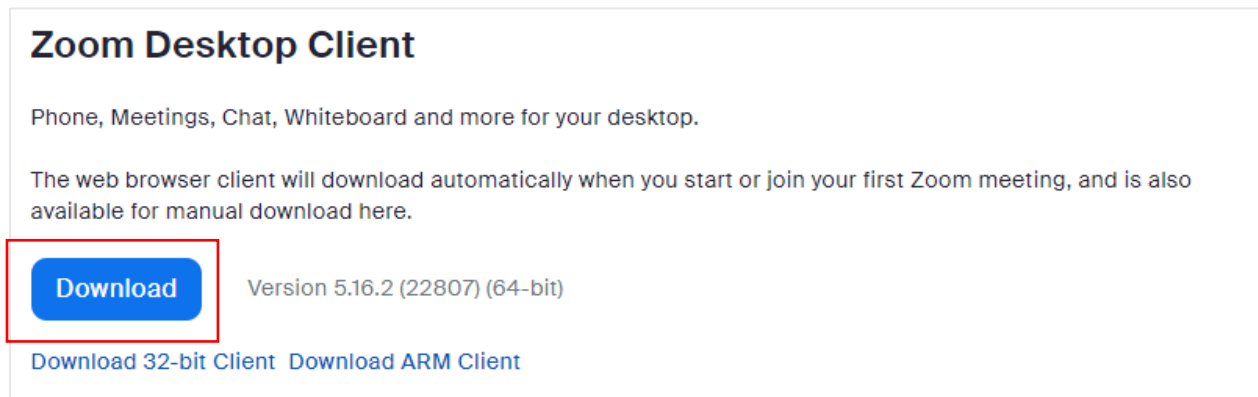 Zoom Desktop Client
Phone, Meetings, Chat, Whiteboard and more for your desktop.
The web browser client will download automatically when you start or join your first Zoom meeting, and is also
available for manual download here.
Download Version 5.16.2 (22807) (64-bit)
Download 32-bit Client Download ARM Client